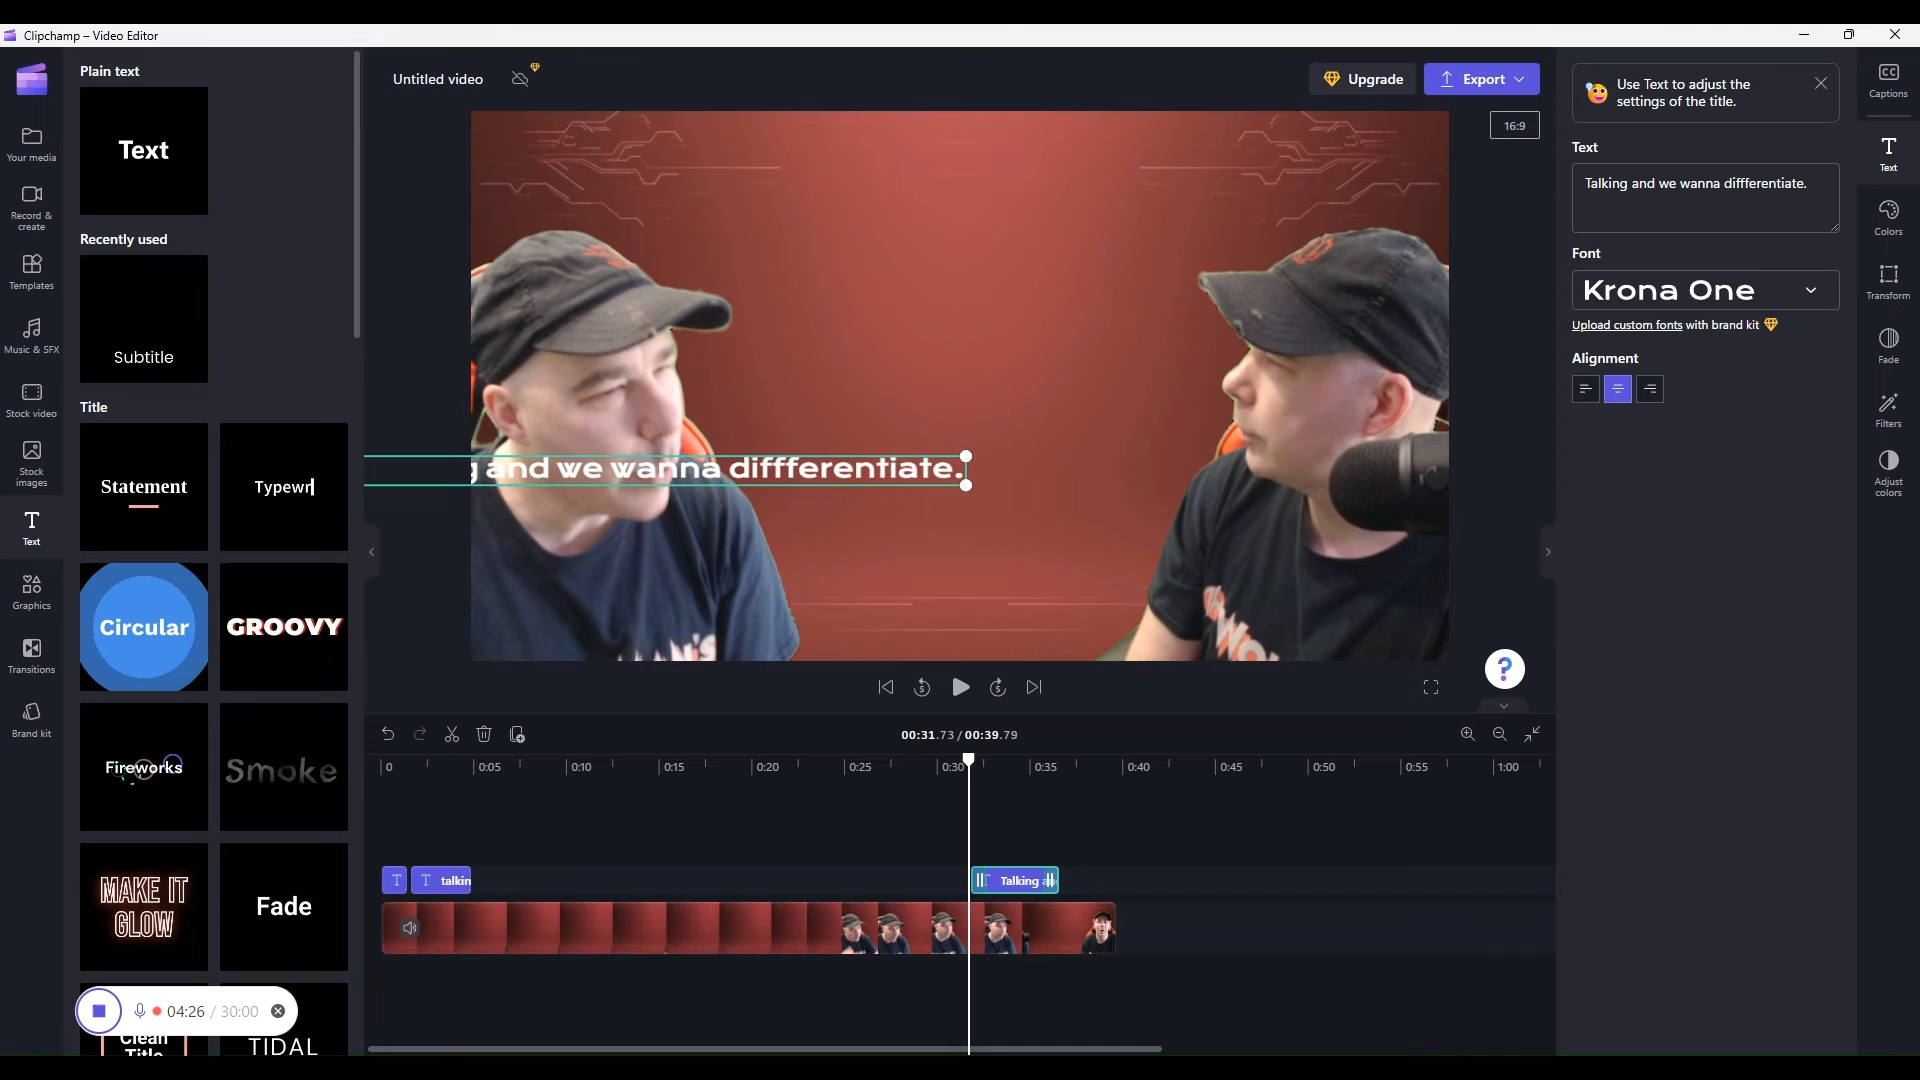 Clipchamp – Video Editor
Your media
Record &
create
Templates
Music & SFX
Stock video
Stock
images
Text
Graphics
Transitions
Brand kit
Plain text
Text
Recently used
Subtitle
Title
Statement
Typewr
Circular
GROOVY
Fireworks
Smoke
MAKE IT
GLOW
Fade
Clean
Title
TIDAL
04:26 / 30:00
Untitled video
Upgrade
Export
16:9
g and we wanna diffferentiate.
5
5
?
00:31.73 / 00:39.79
0
0:05
0:10
0:15
0:20
0:25
0:30
0:35
0:40
0:45
0:50
0:55
1:00
T
T talkin
Talking a
Use Text to adjust the
settings of the title.
Text
Talking and we wanna diffferentiate.
Font
Krona One
Upload custom fonts with brand kit
Alignment
CC
Captions
Text
Colors
Transform
Fade
Filters
Adjust
colors